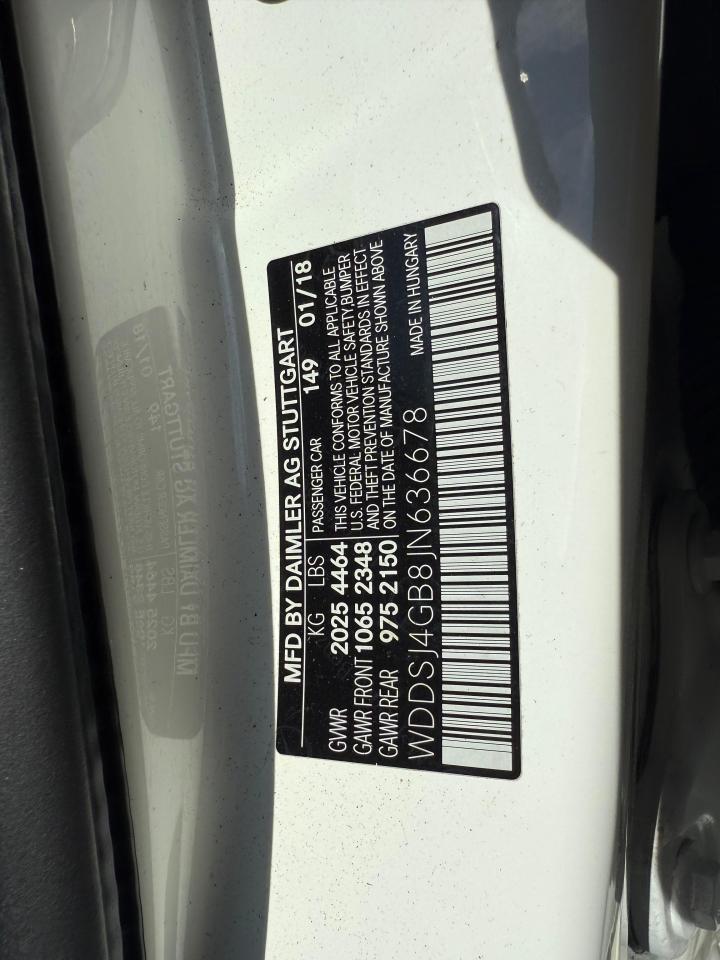 MFD BY DAIMLER AG STUTTGART
KG LBS PASSENGER CAR 149 01/18
GVWR 2025 4464
GAWR FRONT 1065 2348
GAWR REAR 975 2150
THIS VEHICLE CONFORMS TO ALL APPLICABLE
U.S. FEDERAL MOTOR VEHICLE SAFETY, BUMPER
AND THEFT PREVENTION STANDARDS IN EFFECT
ON THE DATE OF MANUFACTURE SHOWN ABOVE
WDDSJ4GB8JN636678 MADE IN HUNGARY